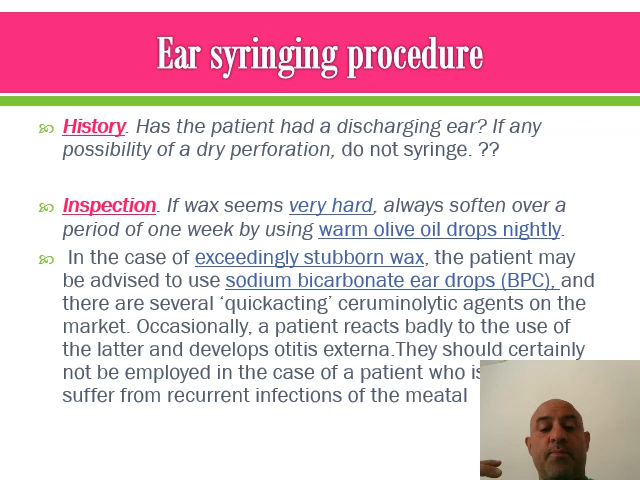 Ear syringing procedure
History. Has the patient had a discharging ear? If any
possibility of a dry perforation, do not syringe. ??
Inspection. If wax seems very hard, always soften over a
period of one week by using warm olive oil drops nightly.
In the case of exceedingly stubborn wax, the patient may
be advised to use sodium bicarbonate ear drops (BPC), and
there are several ‘quickacting’ ceruminolytic agents on the
market. Occasionally, a patient reacts badly to the use of
the latter and develops otitis externa.They should certainly
not be employed in the case of a patient who is
suffer from recurrent infections of the meatal